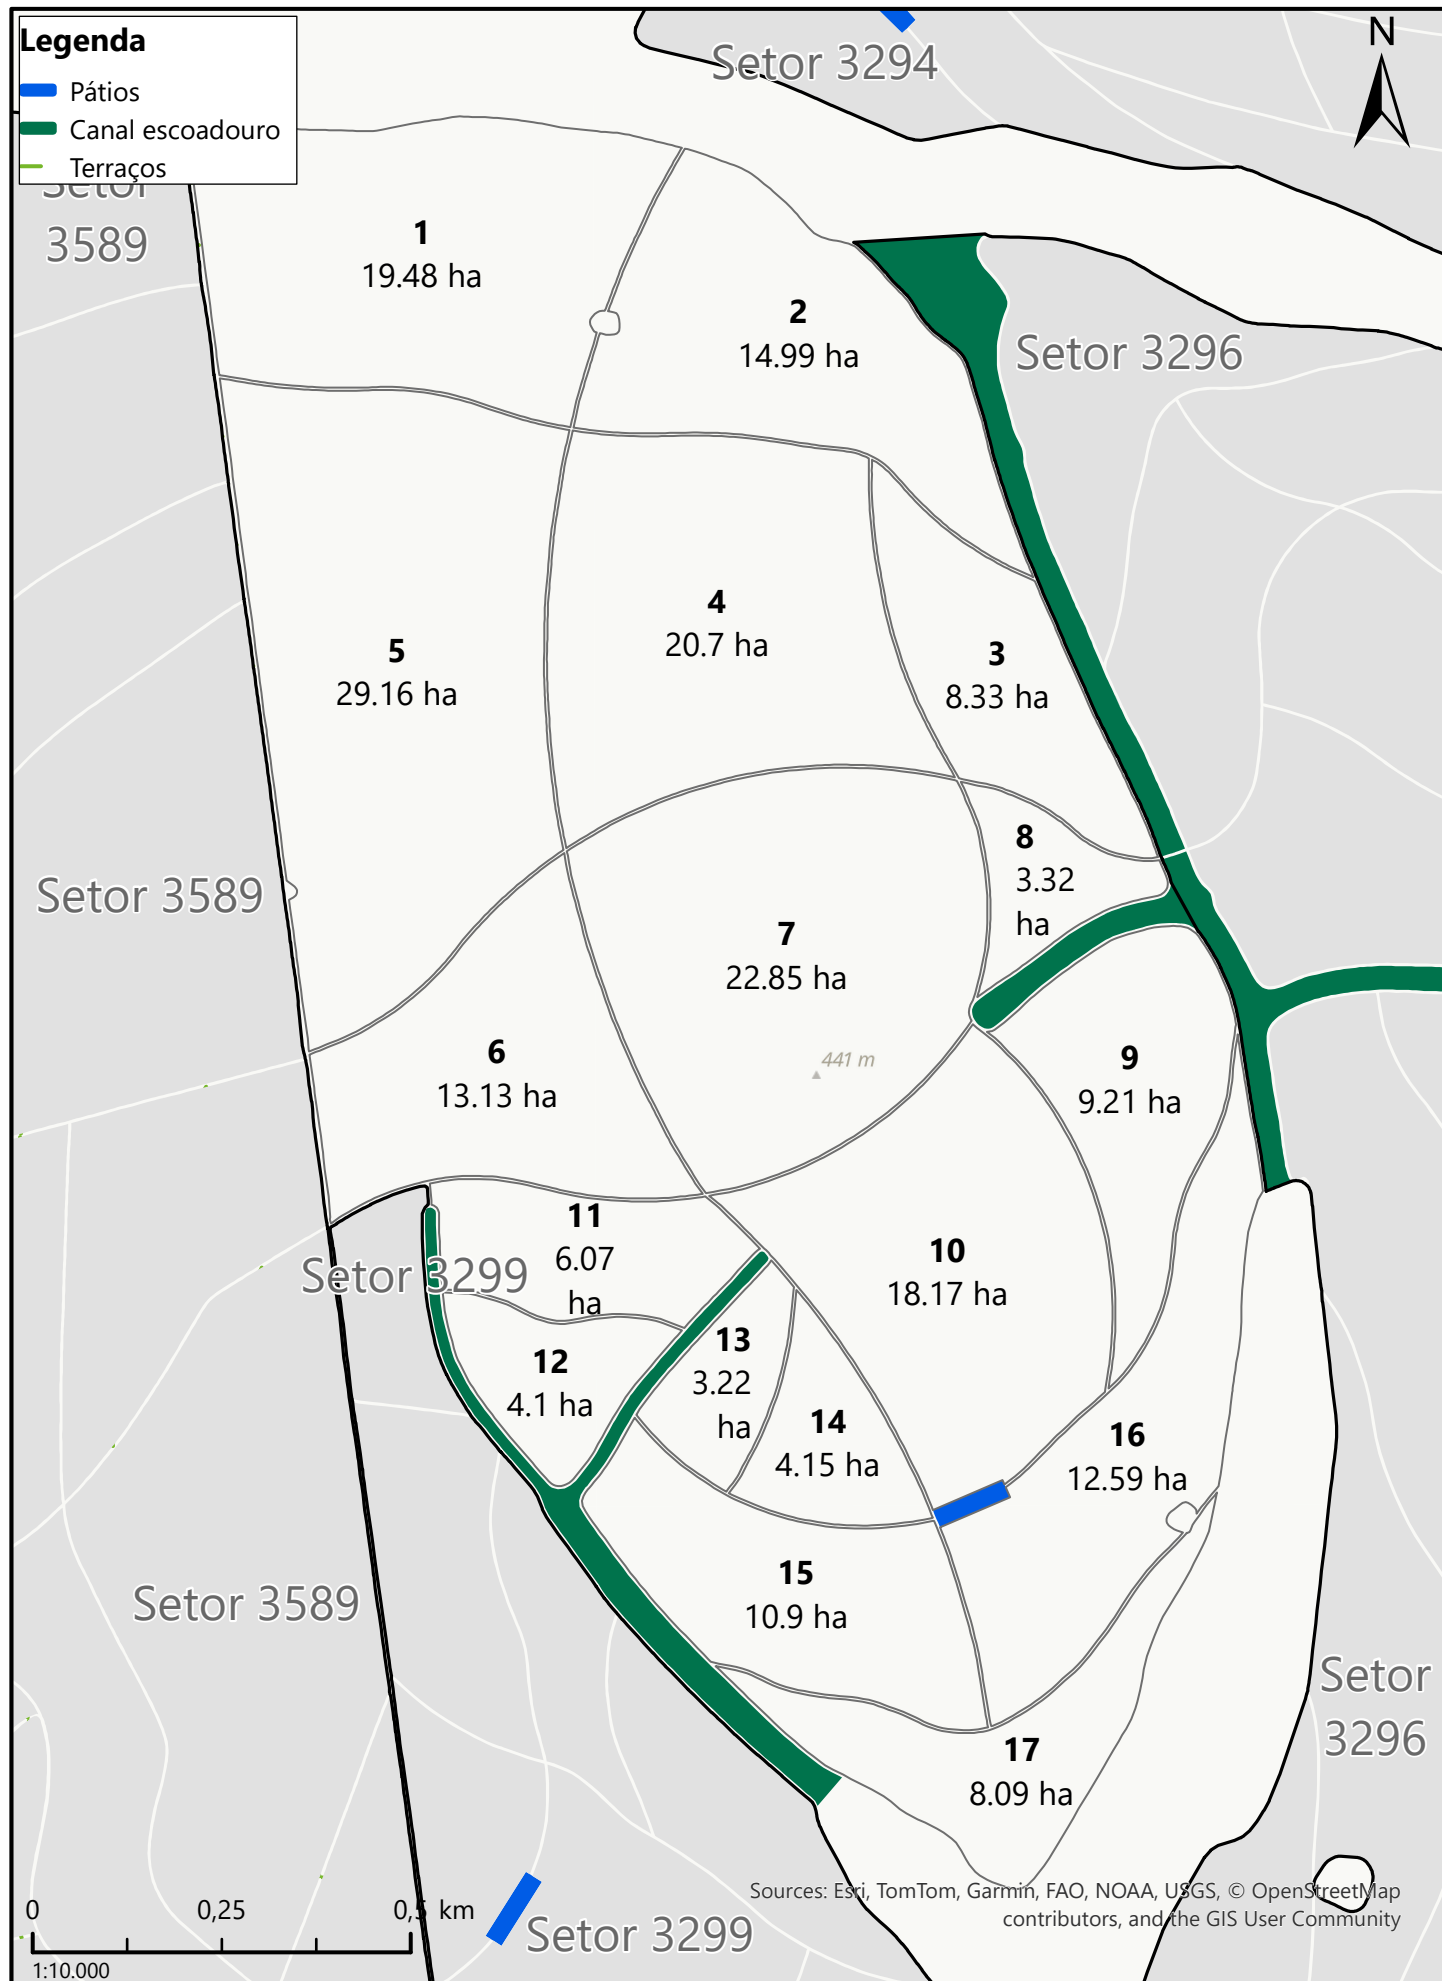 Legenda
Pátios
Canal escoadouro
Terraços
N
Setor 3294
Setor
3589
1
19.48 ha
2
14.99 ha
Setor 3296
5
29.16 ha
4
20.7 ha
3
8.33 ha
8
3.32
ha
Setor 3589
7
22.85 ha
441 m
6
13.13 ha
9
9.21 ha
11
6.07
ha
Setor 3299
10
18.17 ha
12
4.1 ha
13
3.22
ha
14
4.15 ha
16
12.59 ha
15
10.9 ha
Setor 3589
Setor
3296
17
8.09 ha
Setor 3299
0
0,25
0,5 km
1:10.000
Sources: Esri, TomTom, Garmin, FAO, NOAA, USGS, © OpenStreetMap
contributors, and the GIS User Community